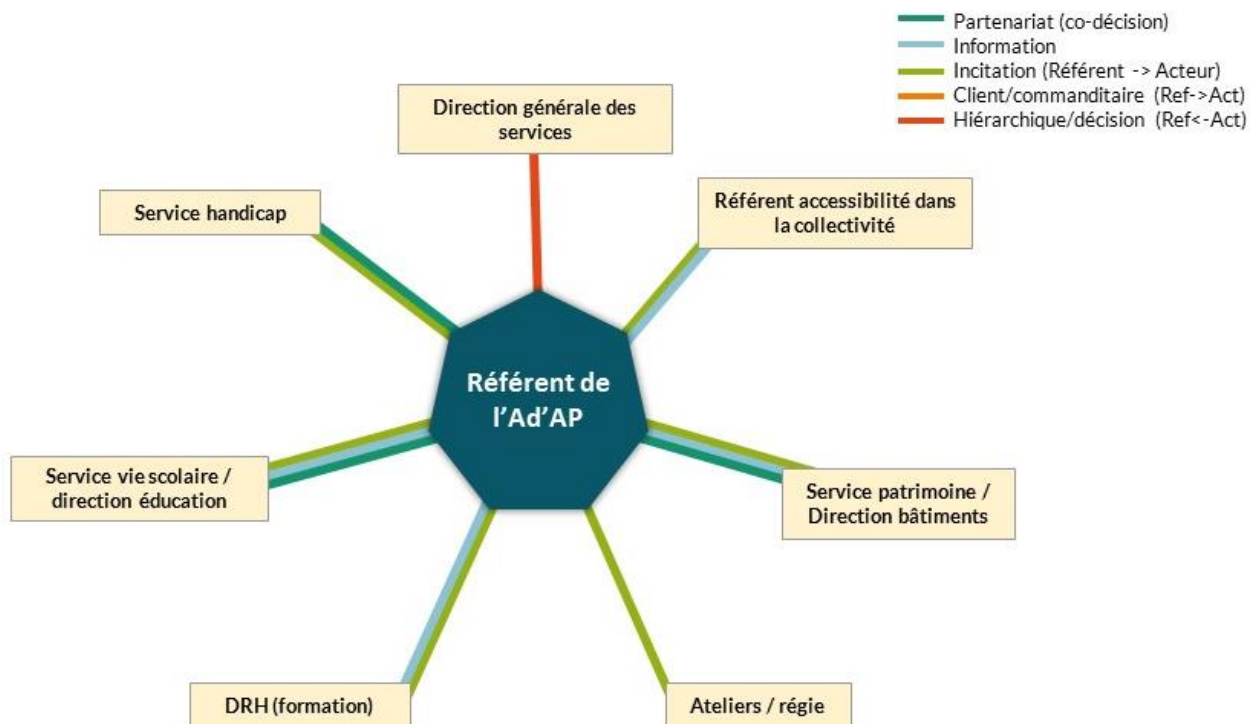 Partenariat (co-décision)
Information
Incitation (Référent -> Acteur)
Client/commanditaire (Ref->Act)
Hiérarchique/décision (Ref<-Act)
Direction générale des
services
Service handicap
Référent accessibilité dans
la collectivité
Référent de
l’Ad’AP
Service vie scolaire /
direction éducation
Service patrimoine /
Direction bâtiments
DRH (formation)
Ateliers / régie